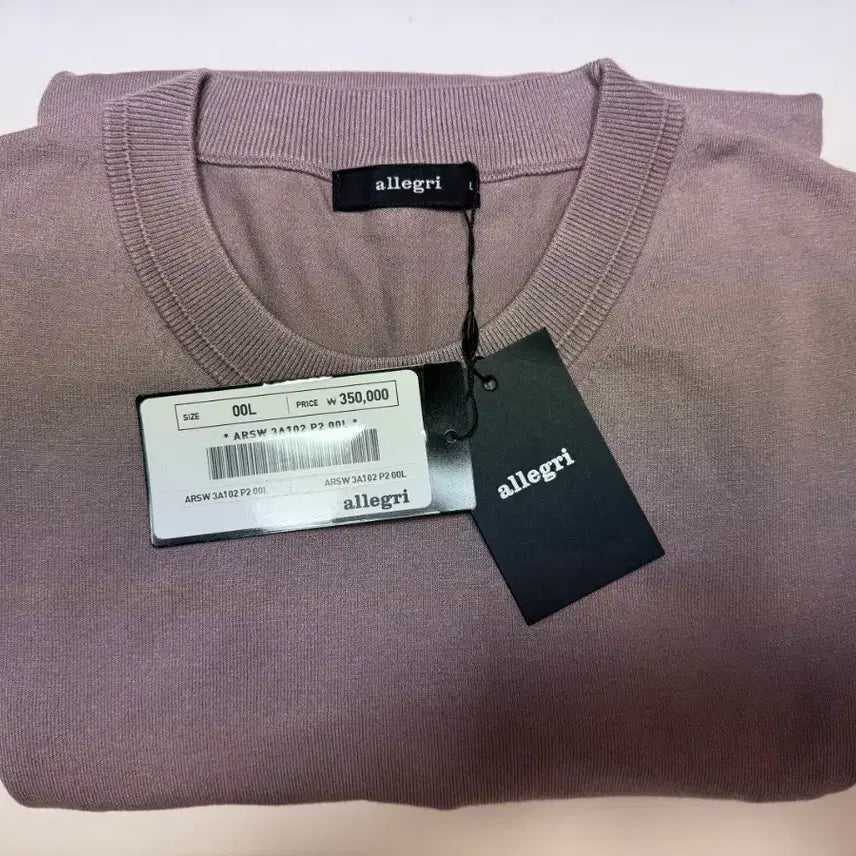 allegri L
SIZE 00L PRICE ₩ 350,000
* ARSW 3A102 P2 00L *
ARSW 3A102 P2 00L ARSW 3A102 P2 00L
allegri
allegri